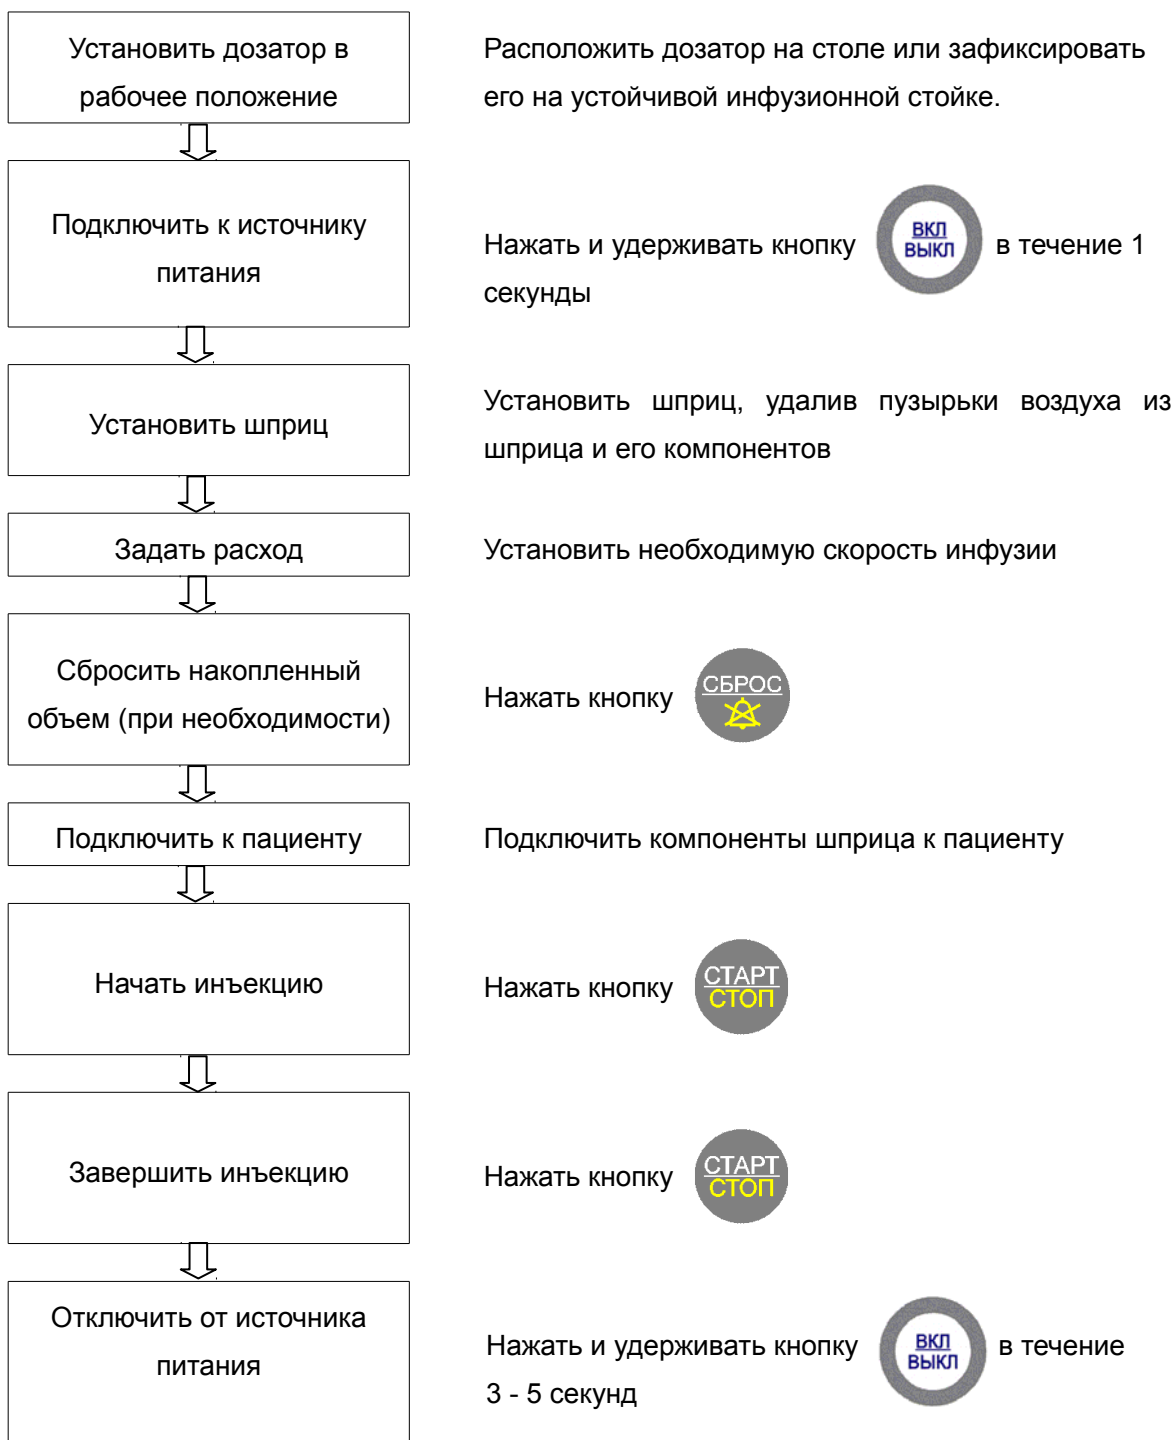 Установить дозатор в
рабочее положение
Расположить дозатор на столе или зафиксировать
его на устойчивой инфузионной стойке.
Подключить к источнику
питания
Нажать и удерживать кнопку ВКЛ ВЫКЛ в течение 1
секунды
Установить шприц
Установить шприц, удалив пузырьки воздуха из
шприца и его компонентов
Задать расход
Установить необходимую скорость инфузии
Сбросить накопленный
объем (при необходимости)
Нажать кнопку СБРОС
Подключить к пациенту
Подключить компоненты шприца к пациенту
Начать инъекцию
Нажать кнопку СТАРТ СТОП
Завершить инъекцию
Нажать кнопку СТАРТ СТОП
Отключить от источника
питания
Нажать и удерживать кнопку ВКЛ ВЫКЛ в течение
3 - 5 секунд